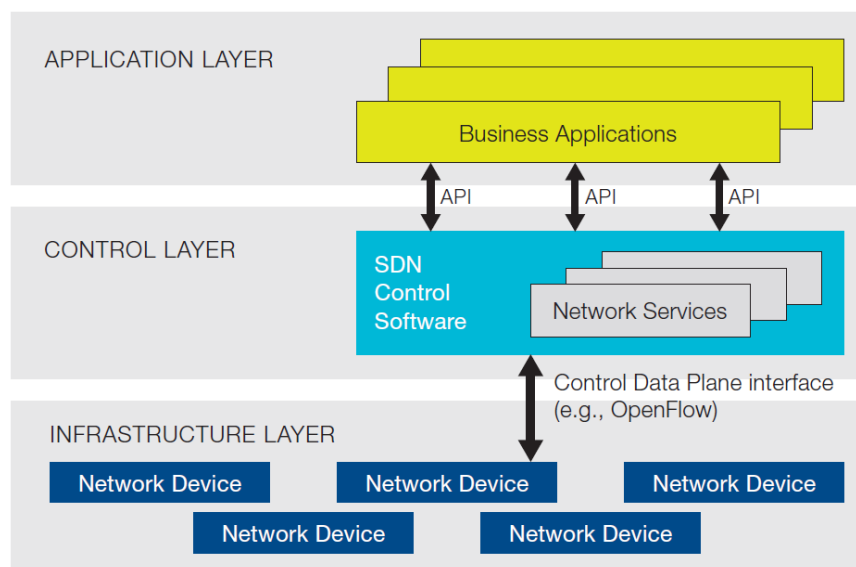 APPLICATION LAYER
Business Applications
API
API
API
CONTROL LAYER
SDN
Control
Software
Network Services
Control Data Plane interface
(e.g., OpenFlow)
INFRASTRUCTURE LAYER
Network Device
Network Device
Network Device
Network Device
Network Device